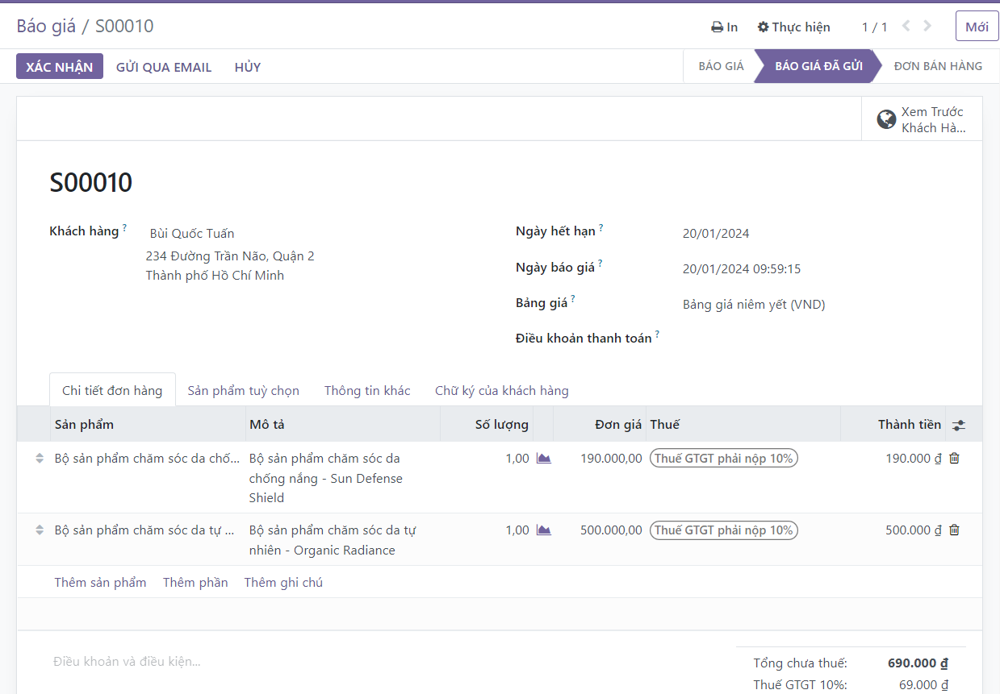 Báo giá / S00010
In
Thực hiện
1 / 1
Mới
XÁC NHẬN
GỬI QUA EMAIL
HỦY
BÁO GIÁ
BÁO GIÁ ĐÃ GỬI
ĐƠN BÁN HÀNG
Xem Trước
Khách Hà...
S00010
Khách hàng ?
Bùi Quốc Tuấn
234 Đường Trần Não, Quận 2
Thành phố Hồ Chí Minh
Ngày hết hạn ?
20/01/2024
Ngày báo giá ?
20/01/2024 09:59:15
Bảng giá ?
Bảng giá niêm yết (VND)
Điều khoản thanh toán ?
Chi tiết đơn hàng
Sản phẩm tuỳ chọn
Thông tin khác
Chữ ký của khách hàng
Sản phẩm
Mô tả
Số lượng
Đơn giá
Thuế
Thành tiền
Bộ sản phẩm chăm sóc da chố...
Bộ sản phẩm chăm sóc da
chống nắng - Sun Defense
Shield
1,00
190.000,00
Thuế GTGT phải nộp 10%
190.000 ₫
Bộ sản phẩm chăm sóc da tự ...
Bộ sản phẩm chăm sóc da tự
nhiên - Organic Radiance
1,00
500.000,00
Thuế GTGT phải nộp 10%
500.000 ₫
Thêm sản phẩm
Thêm phần
Thêm ghi chú
Điều khoản và điều kiện...
Tổng chưa thuế:
690.000 ₫
Thuế GTGT 10%:
69.000 ₫